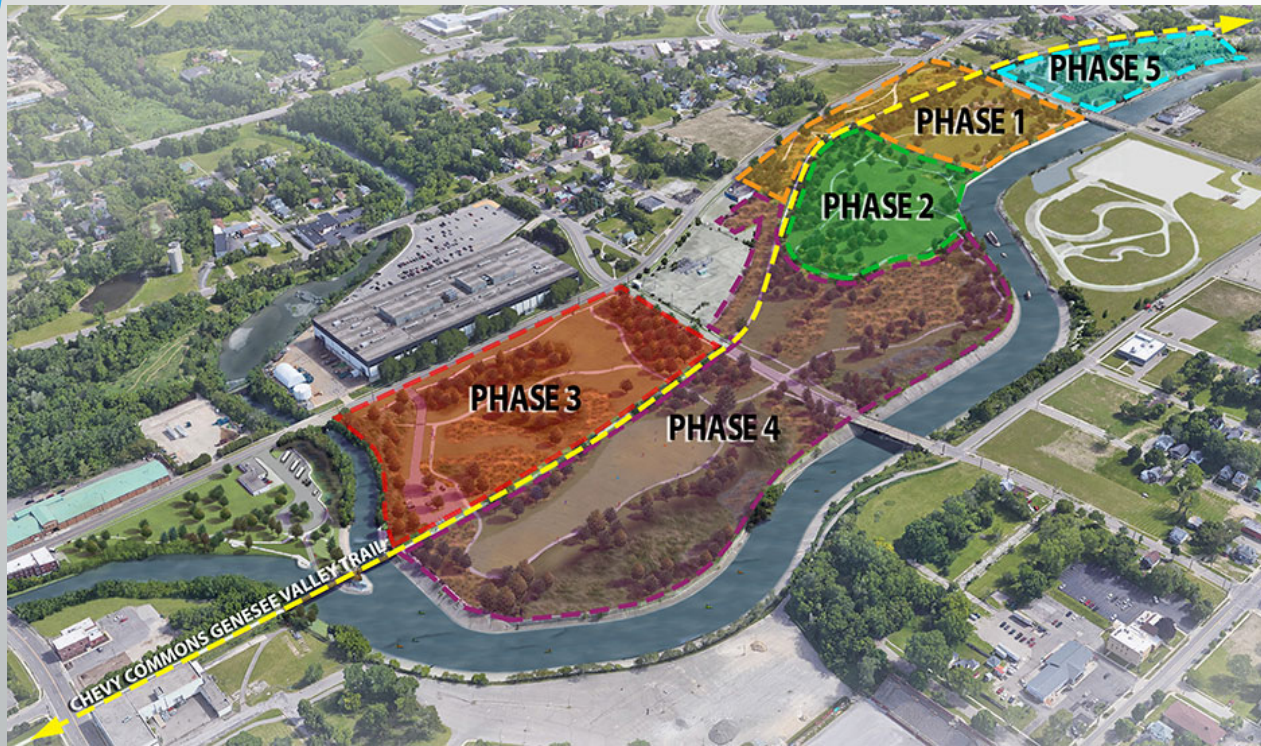 PHASE 5
PHASE 1
PHASE 2
PHASE 3
PHASE 4
CHEVY COMMONS GENESEE VALLEY TRAIL